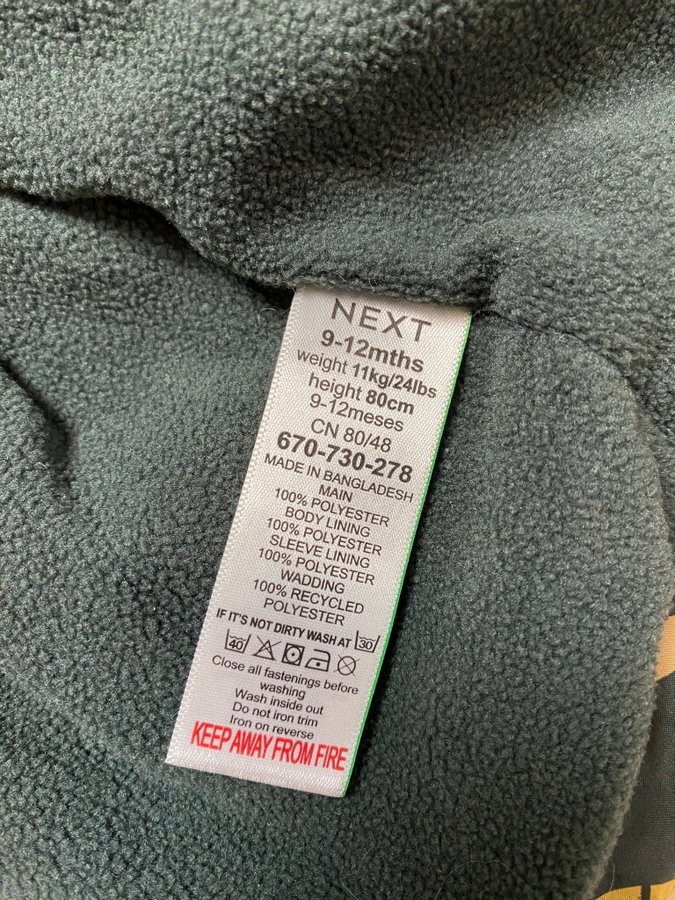 NEXT
9-12mths
weight 11kg/24lbs
height 80cm
9-12meses
CN 80/48
670-730-278
MADE IN BANGLADESH
MAIN
100% POLYESTER
BODY LINING
100% POLYESTER
SLEEVE LINING
100% POLYESTER
WADDING
100% RECYCLED
POLYESTER
IF IT'S NOT DIRTY WASH AT 30
40
Close all fastenings before
washing
Wash inside out
Do not iron trim
Iron on reverse
KEEP AWAY FROM FIRE